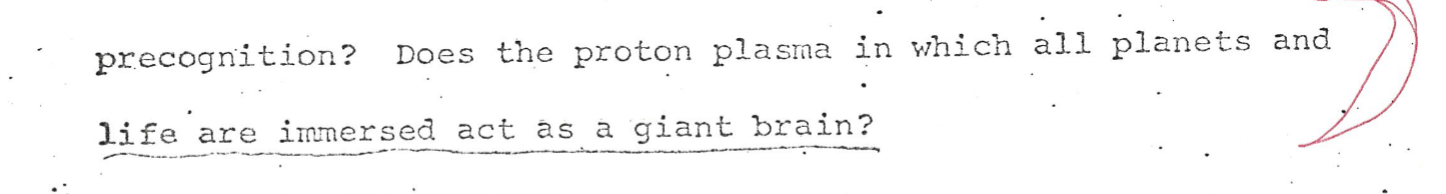 precognition?  Does the proton plasma in which all planets and
life are immersed act as a giant brain?